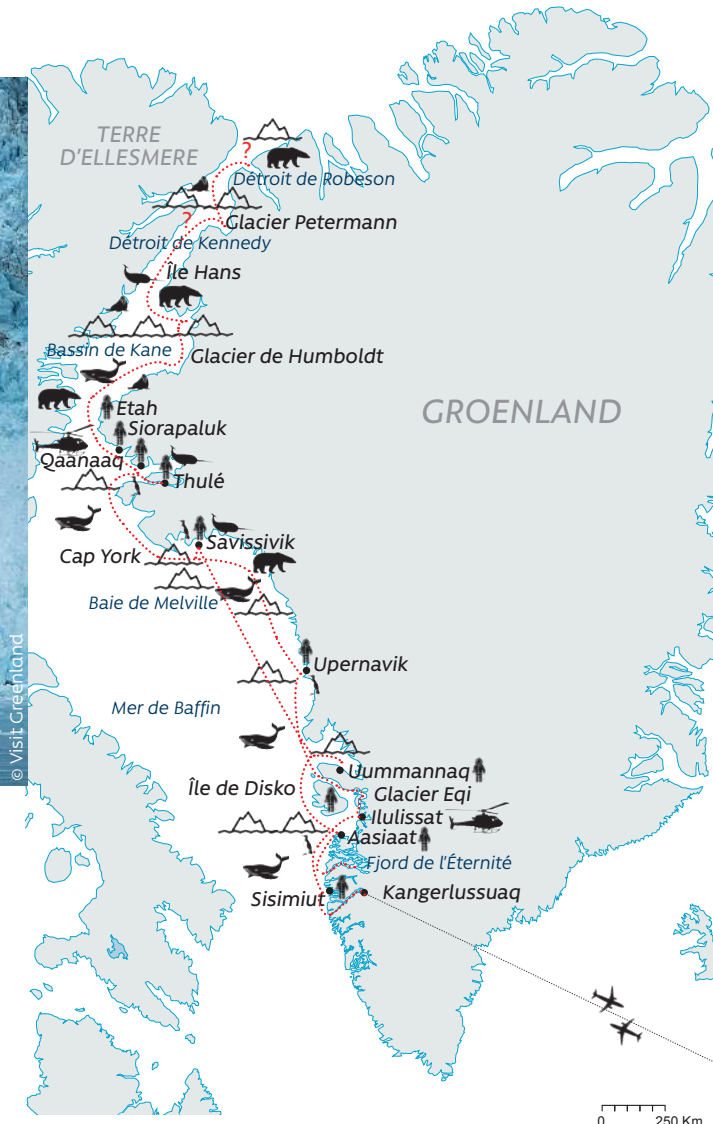 TERRE
D'ELLESMERE
?
Détroit de Robeson
?
Glacier Petermann
Détroit de Kennedy
Île Hans
Bassin de Kane
Glacier de Humboldt
GROENLAND
Etah
Siorapaluk
Qaanaaq
Thulé
Savissivik
Cap York
Baie de Melville
Upernavik
Mer de Baffin
© Visit Greenland
Uummannaq
Île de Disko
Glacier Eqi
Ilulissat
Aasiaat
Fjord de l'Éternité
Sisimiut
Kangerlussuaq
0 250 Km